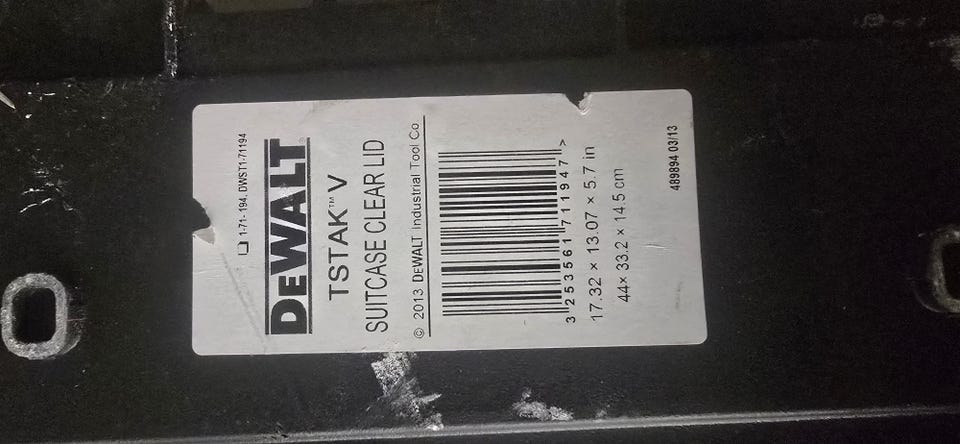 1-71-194, DWST1-71194
DEWALT®
TSTAK™ V
SUITCASE CLEAR LID
© 2013 DEWALT Industrial Tool Co
3 253561 711947 >
17.32 × 13.07 × 5.7 in
44× 33.2 × 14.5 cm
489894 03/13